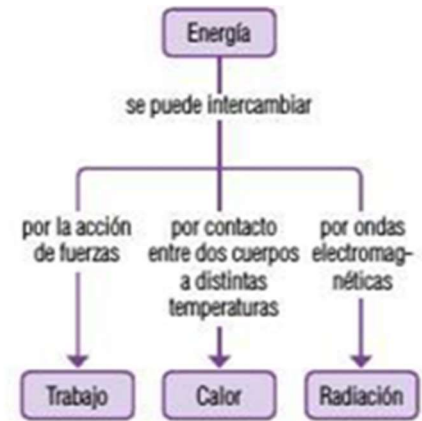 Energía
se puede intercambiar
por la acción
de fuerzas
por contacto
entre dos cuerpos
a distintas
temperaturas
por ondas
electromag-
néticas
Trabajo
Calor
Radiación